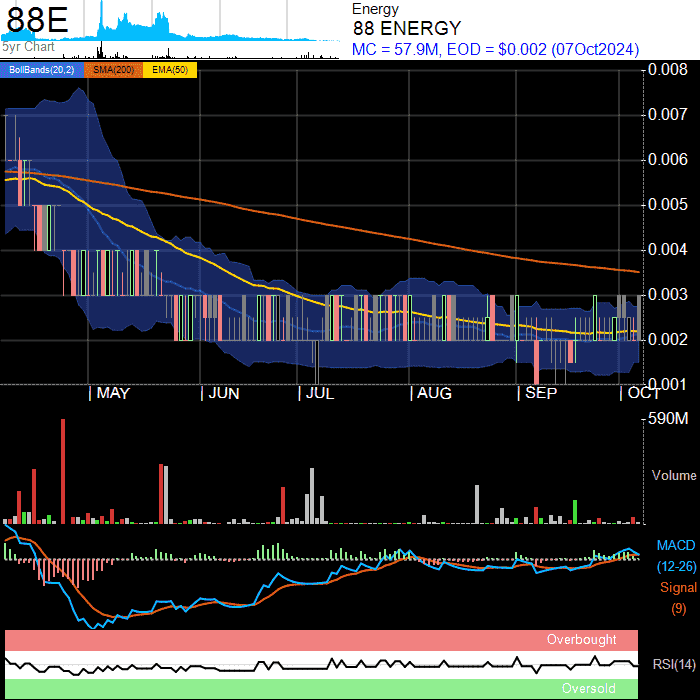 88E
5yr Chart
Energy
88 ENERGY
MC = 57.9M, EOD = $0.002 (07Oct2024)
BollBands(20,2) SMA(200) EMA(50)
0.008
0.007
0.006
0.005
0.004
0.003
0.002
0.001
MAY JUN JUL AUG SEP OCT
590M
Volume
MACD
(12-26)
Signal
(9)
Overbought
RSI(14)
Oversold